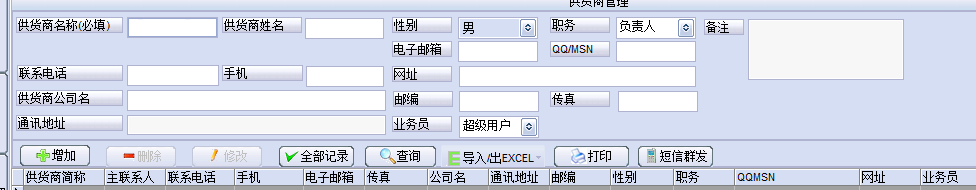 供货商管理
供货商名称(必填) 供货商姓名 性别 男 职务 负责人 备注
电子邮箱 QQ/MSN
联系电话 手机 网址
供货商公司名 邮编 传真
通讯地址 业务员 超级用户
增加 删除 修改 全部记录 查询 导入/出EXCEL 打印 短信群发
供货商简称 主联系人 联系电话 手机 电子邮箱 传真 公司名 通讯地址 邮编 性别 职务 QQMSN 网址 业务员